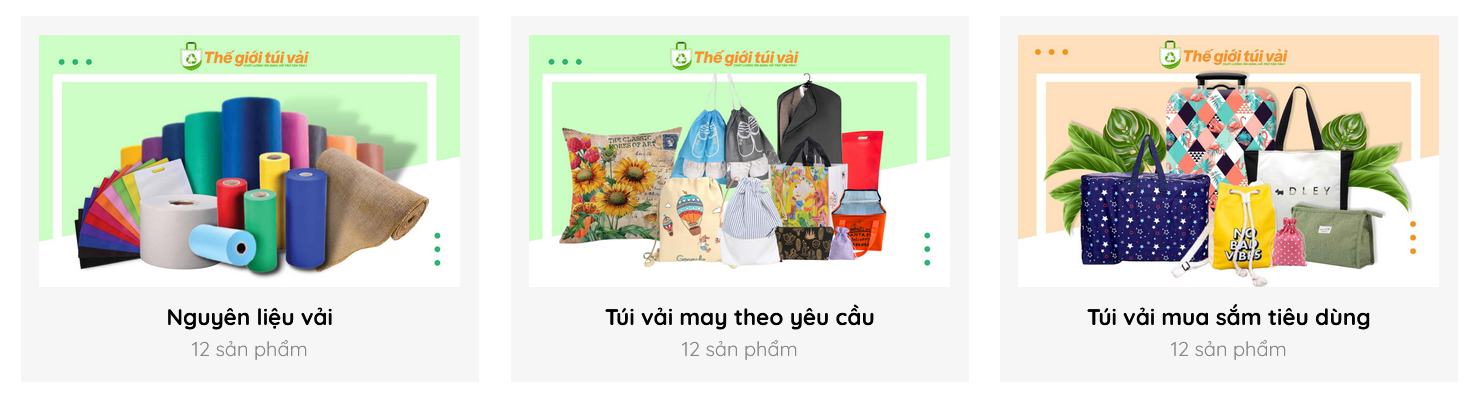 Thế giới túi vải
Thế giới túi vải
Thế giới túi vải
THE CLASSIC
WORKS OF ART
DLEY
NO
BAD
VIBES
Nguyên liệu vải
Túi vải may theo yêu cầu
Túi vải mua sắm tiêu dùng
12 sản phẩm
12 sản phẩm
12 sản phẩm